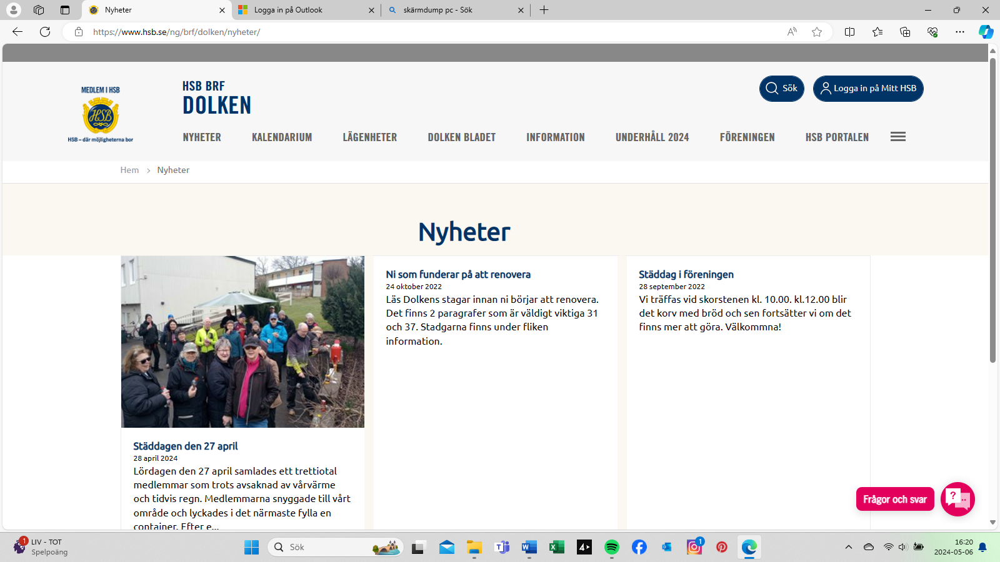 Nyheter
Logga in på Outlook
skärmdump pc - Sök
https://www.hsb.se/ng/brf/dolken/nyheter/
MEDLEM I HSB
HSB
HSB – där möjligheterna bor
HSB BRF
DOLKEN
Sök
Logga in på Mitt HSB
NYHETER
KALENDARIUM
LÄGENHETER
DOLKEN BLADET
INFORMATION
UNDERHÅLL 2024
FÖRENINGEN
HSB PORTALEN
Hem > Nyheter
Nyheter
Städdagen den 27 april
28 april 2024
Lördagen den 27 april samlades ett trettiotal
medlemmar som trots avsaknad av vårvärme
och tidvis regn. Medlemmarna snyggade till vårt
område och lyckades i det närmaste fylla en
container. Efter e...
Ni som funderar på att renovera
24 oktober 2022
Läs Dolkens stagar innan ni börjar att renovera.
Det finns 2 paragrafer som är väldigt viktiga 31
och 37. Stadgarna finns under fliken
information.
Städdag i föreningen
28 september 2022
Vi träffas vid skorstenen kl. 10.00. kl.12.00 blir
det korv med bröd och sen fortsätter vi om det
finns mer att göra. Välkommna!
Frågor och svar
?
1
LIV - TOT
Spelpoäng
Sök
1
16:20
2024-05-06